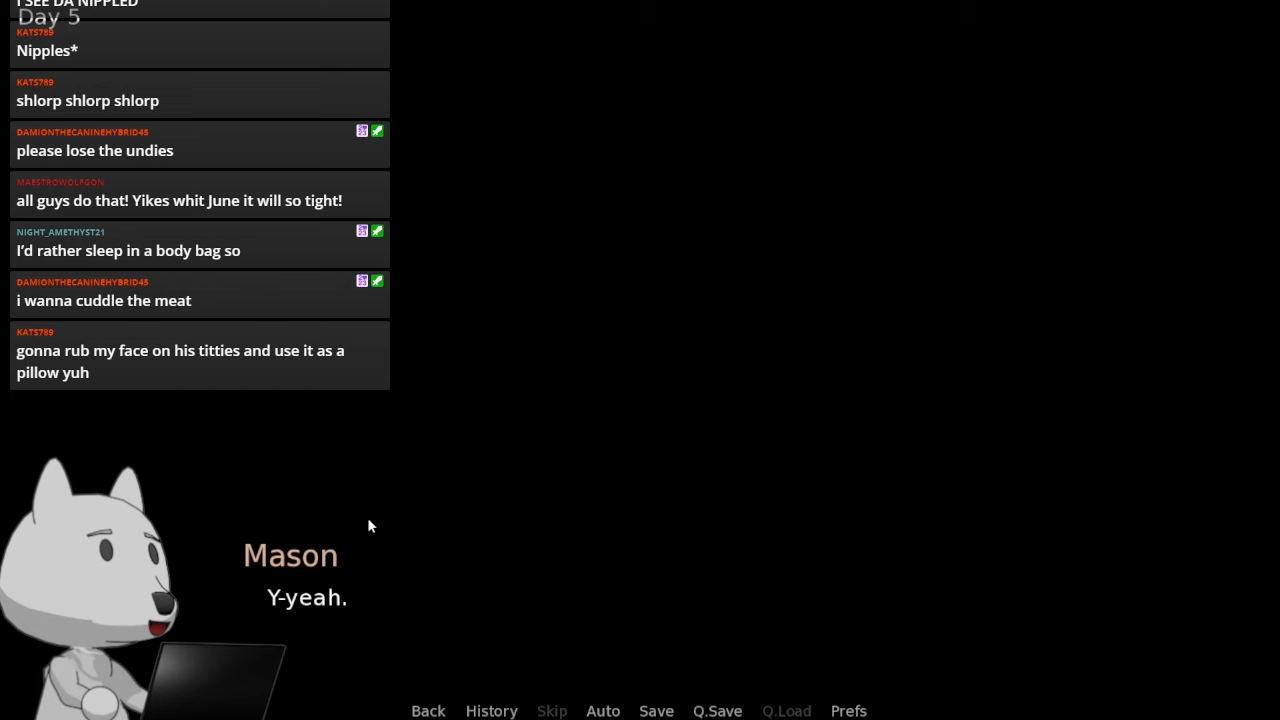 I SEE DA NIPPLED
Day 5
KATS789
Nipples*
KATS789
shlorp shlorp shlorp
DAMIONTHECANINEHYBRID45
please lose the undies
MAESTROWOLFGON
all guys do that! Yikes whit June it will so tight!
NIGHT_AMETHYST21
I’d rather sleep in a body bag so
DAMIONTHECANINEHYBRID45
i wanna cuddle the meat
KATS789
gonna rub my face on his titties and use it as a
pillow yuh
Mason
Y-yeah.
Back History Skip Auto Save Q.Save Q.Load Prefs